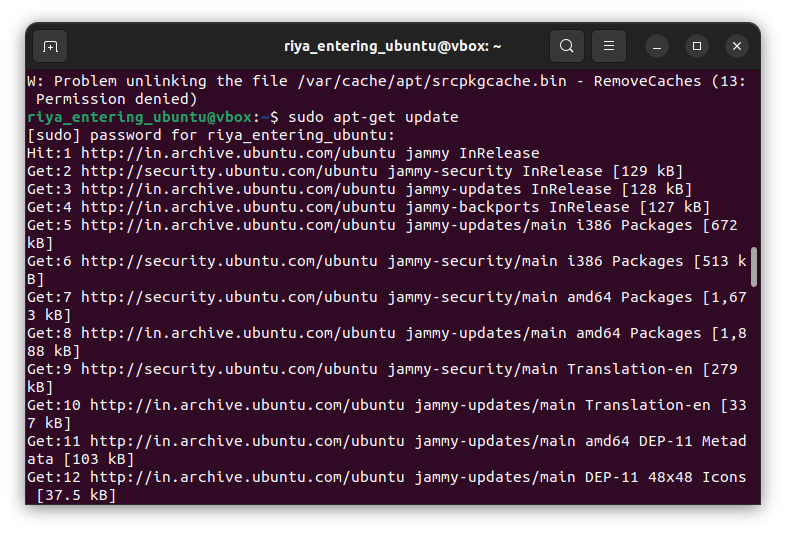 riya_entering_ubuntu@vbox: ~
W: Problem unlinking the file /var/cache/apt/srcpkgcache.bin - RemoveCaches (13:
 Permission denied)
riya_entering_ubuntu@vbox:~$ sudo apt-get update
[sudo] password for riya_entering_ubuntu:
Hit:1 http://in.archive.ubuntu.com/ubuntu jammy InRelease
Get:2 http://security.ubuntu.com/ubuntu jammy-security InRelease [129 kB]
Get:3 http://in.archive.ubuntu.com/ubuntu jammy-updates InRelease [128 kB]
Get:4 http://in.archive.ubuntu.com/ubuntu jammy-backports InRelease [127 kB]
Get:5 http://in.archive.ubuntu.com/ubuntu jammy-updates/main i386 Packages [672
kB]
Get:6 http://security.ubuntu.com/ubuntu jammy-security/main i386 Packages [513 k
B]
Get:7 http://security.ubuntu.com/ubuntu jammy-security/main amd64 Packages [1,67
3 kB]
Get:8 http://in.archive.ubuntu.com/ubuntu jammy-updates/main amd64 Packages [1,8
88 kB]
Get:9 http://security.ubuntu.com/ubuntu jammy-security/main Translation-en [279
kB]
Get:10 http://in.archive.ubuntu.com/ubuntu jammy-updates/main Translation-en [33
7 kB]
Get:11 http://in.archive.ubuntu.com/ubuntu jammy-updates/main amd64 DEP-11 Metad
ata [103 kB]
Get:12 http://in.archive.ubuntu.com/ubuntu jammy-updates/main DEP-11 48x48 Icons
 [37.5 kB]